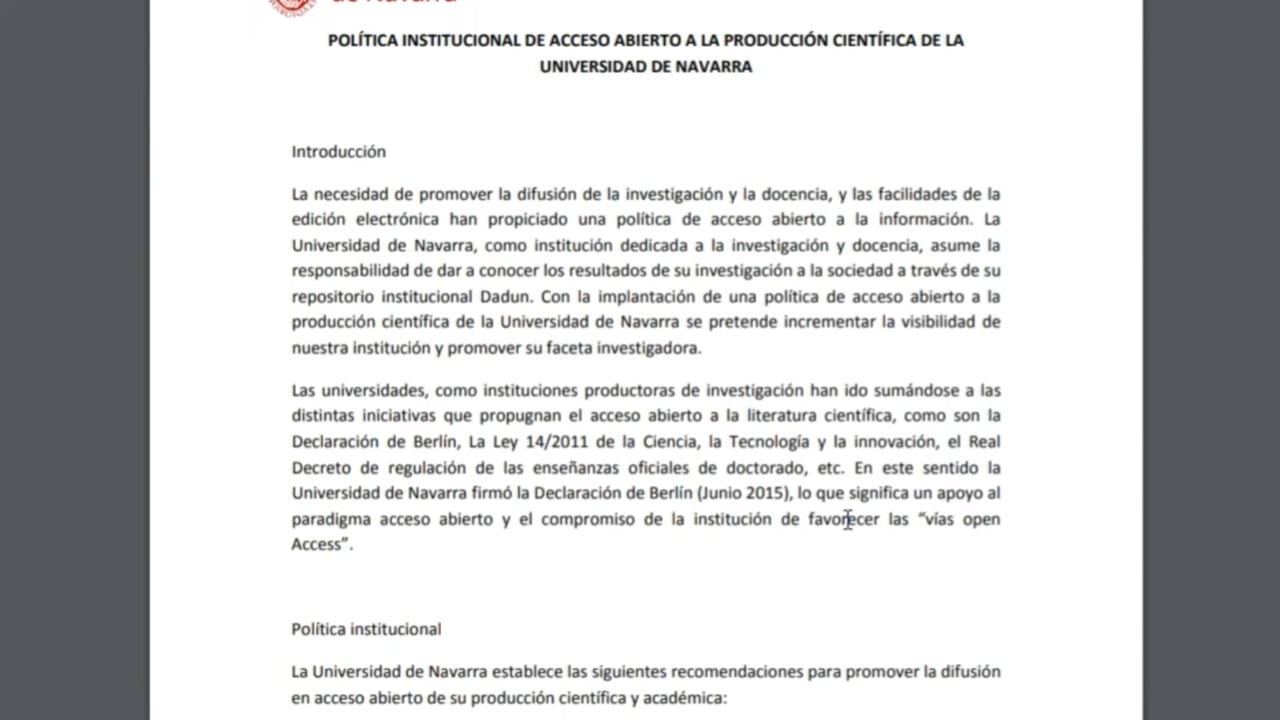 de Navarra
POLÍTICA INSTITUCIONAL DE ACCESO ABIERTO A LA PRODUCCIÓN CIENTÍFICA DE LA
UNIVERSIDAD DE NAVARRA
Introducción
La necesidad de promover la difusión de la investigación y la docencia, y las facilidades de la
edición electrónica han propiciado una política de acceso abierto a la información. La
Universidad de Navarra, como institución dedicada a la investigación y docencia, asume la
responsabilidad de dar a conocer los resultados de su investigación a la sociedad a través de su
repositorio institucional Dadun. Con la implantación de una política de acceso abierto a la
producción científica de la Universidad de Navarra se pretende incrementar la visibilidad de
nuestra institución y promover su faceta investigadora.
Las universidades, como instituciones productoras de investigación han ido sumándose a las
distintas iniciativas que propugnan el acceso abierto a la literatura científica, como son la
Declaración de Berlín, La Ley 14/2011 de la Ciencia, la Tecnología y la innovación, el Real
Decreto de regulación de las enseñanzas oficiales de doctorado, etc. En este sentido la
Universidad de Navarra firmó la Declaración de Berlín (Junio 2015), lo que significa un apoyo al
paradigma acceso abierto y el compromiso de la institución de favorecer las “vías open
Access”.
Política institucional
La Universidad de Navarra establece las siguientes recomendaciones para promover la difusión
en acceso abierto de su producción científica y académica: